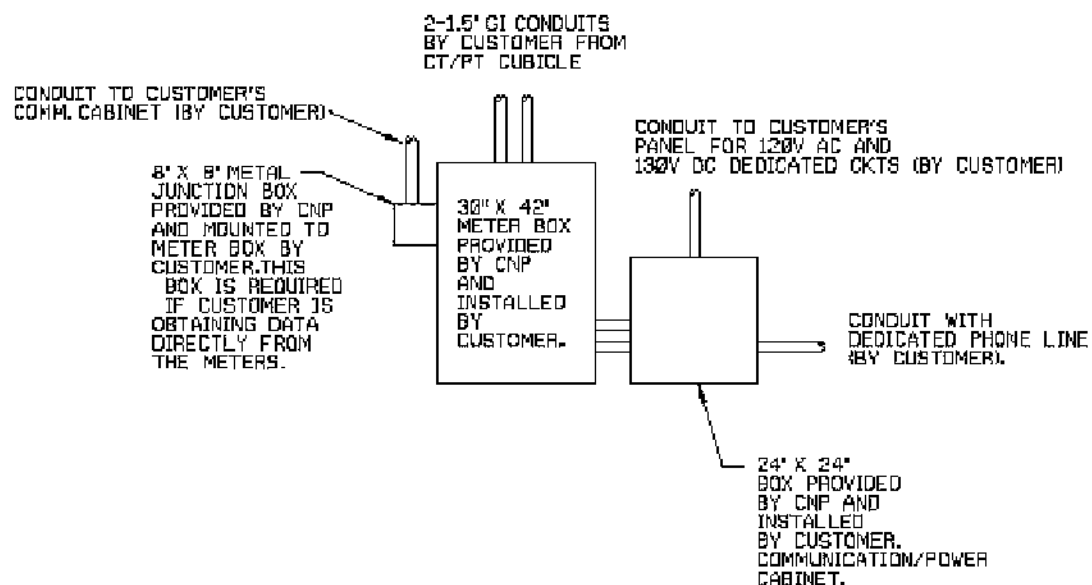 2-1.5" GI CONDUITS
BY CUSTOMER FROM
CT/PT CUBICLE
CONDUIT TO CUSTOMER'S
COMM. CABINET (BY CUSTOMER)
CONDUIT TO CUSTOMER'S
PANEL FOR 120V AC AND
130V DC DEDICATED CKTS (BY CUSTOMER)
8" X 8" METAL
JUNCTION BOX
PROVIDED BY CNP
AND MOUNTED TO
METER BOX BY
CUSTOMER.THIS
BOX IS REQUIRED
IF CUSTOMER IS
OBTAINING DATA
DIRECTLY FROM
THE METERS.
30" X 42"
METER BOX
PROVIDED
BY CNP
AND
INSTALLED
BY
CUSTOMER.
CONDUIT WITH
DEDICATED PHONE LINE
(BY CUSTOMER).
24" X 24"
BOX PROVIDED
BY CNP AND
INSTALLED
BY CUSTOMER.
COMMUNICATION/POWER
CABINET.